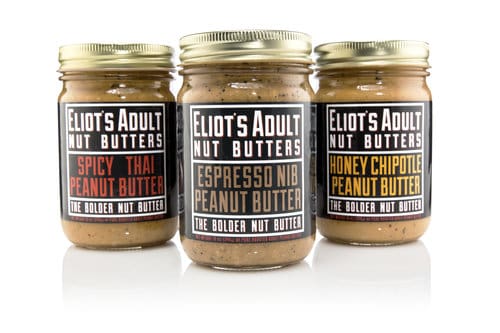 ELIOT'S ADULT
NUT BUTTERS
SPICY THAI
PEANUT BUTTER
THE BOLDER NUT BUTTER
ELIOT'S ADULT
NUT BUTTERS
ESPRESSO NIB
PEANUT BUTTER
THE BOLDER NUT BUTTER
ELIOT'S ADULT
NUT BUTTERS
HONEY CHIPOTLE
PEANUT BUTTER
THE BOLDER NUT BUTTER